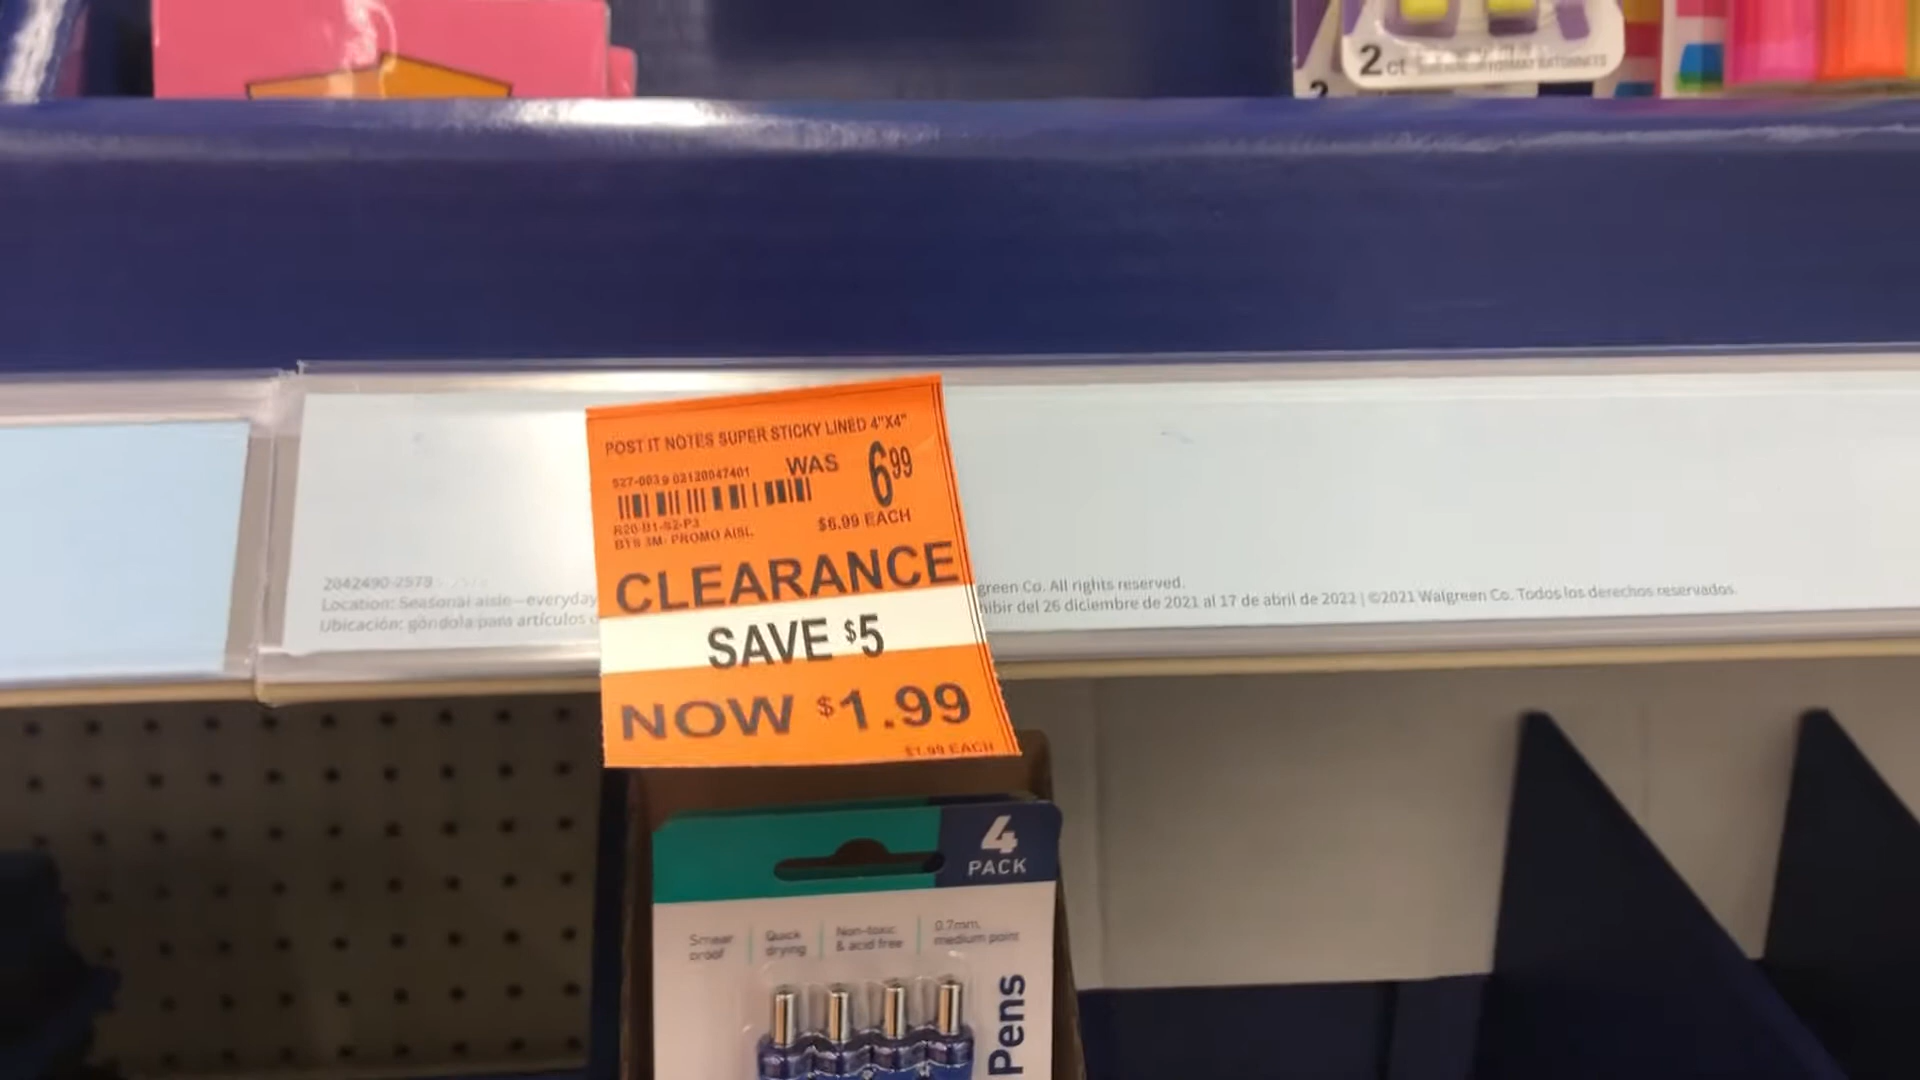 2 ct
2
POST IT NOTES SUPER STICKY LINED 4"X4"
WAS 6 99
$6.99 EACH
R20-B1-S2-P3
BTS 3M- PROMO AISL
CLEARANCE
SAVE $5
NOW $1.99
$1.99 EACH
2042490-2579
Location: Seasonal aisle—everyday
green Co. All rights reserved.
Ubicación: góndola para artículos
hibir del 26 diciembre de 2021 al 17 de abril de 2022 | ©2021 Walgreen Co. Todos los derechos reservados.
4
PACK
Smear proof
Quick drying
Non-toxic & acid free
0.7mm, medium point
Pens